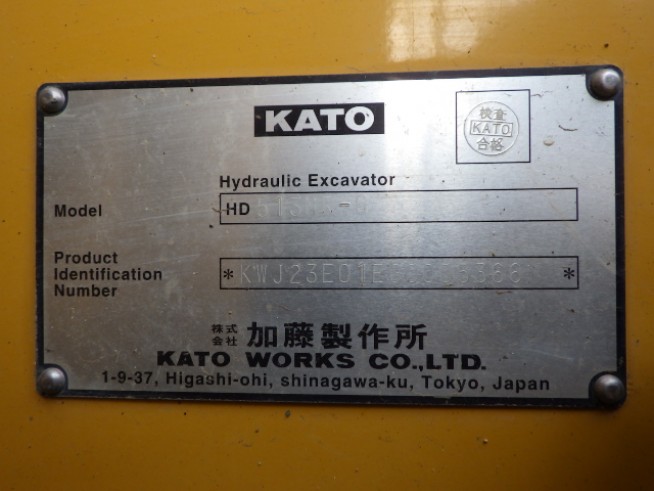 KATO
検査
KATO
合格
Hydraulic Excavator
Model HD
Product
Identification
Number
株式
会社 加藤製作所
KATO WORKS CO.,LTD.
1-9-37, Higashi-ohi, shinagawa-ku, Tokyo, Japan